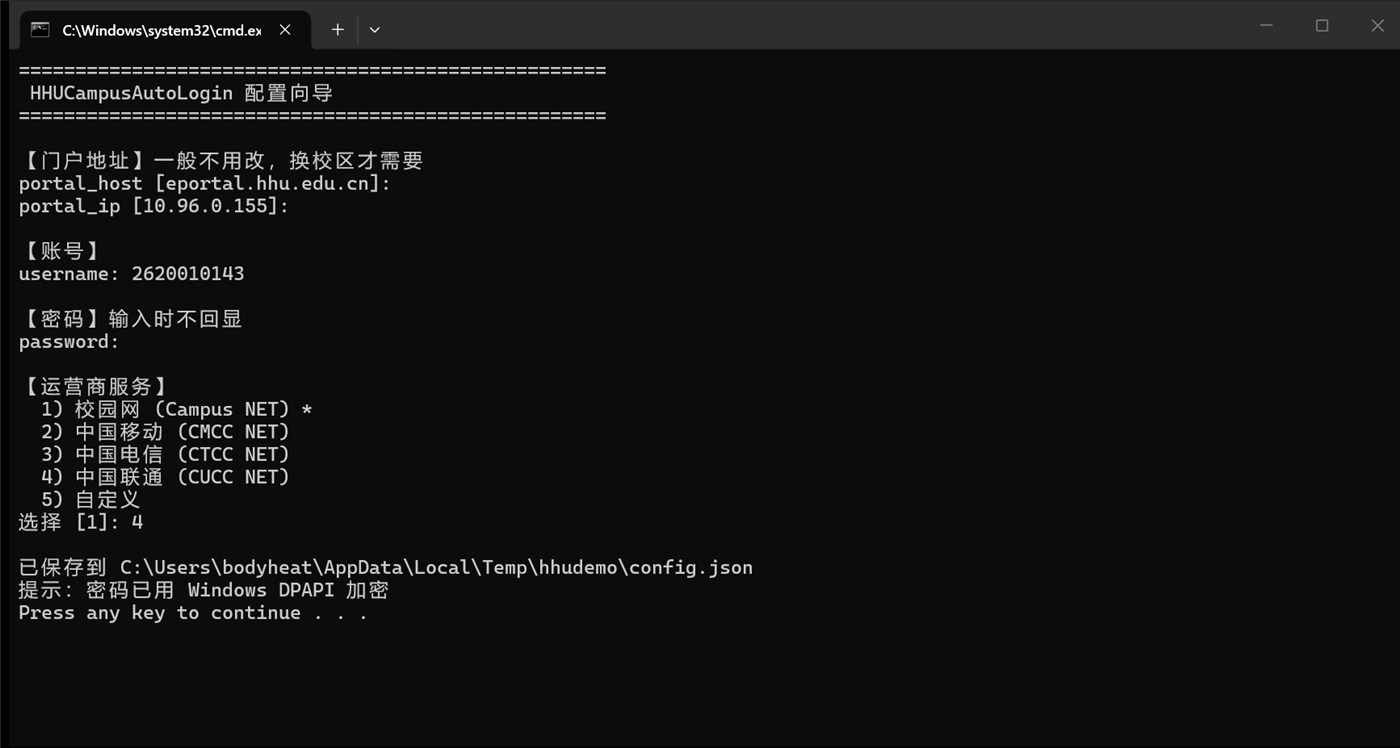 C:\Windows\system32\cmd.ex
====================================================
HHUCampusAutoLogin 配置向导
====================================================
【门户地址】一般不用改，换校区才需要
portal_host [eportal.hhu.edu.cn]:
portal_ip [10.96.0.155]:
【账号】
username: 2620010143
【密码】输入时不回显
password:
【运营商服务】
1) 校园网 (Campus NET) *
2) 中国移动 (CMCC NET)
3) 中国电信 (CTCC NET)
4) 中国联通 (CUCC NET)
5) 自定义
选择 [1]: 4
已保存到 C:\Users\bodyheat\AppData\Local\Temp\hhudemo\config.json
提示: 密码已用 Windows DPAPI 加密
Press any key to continue . . .